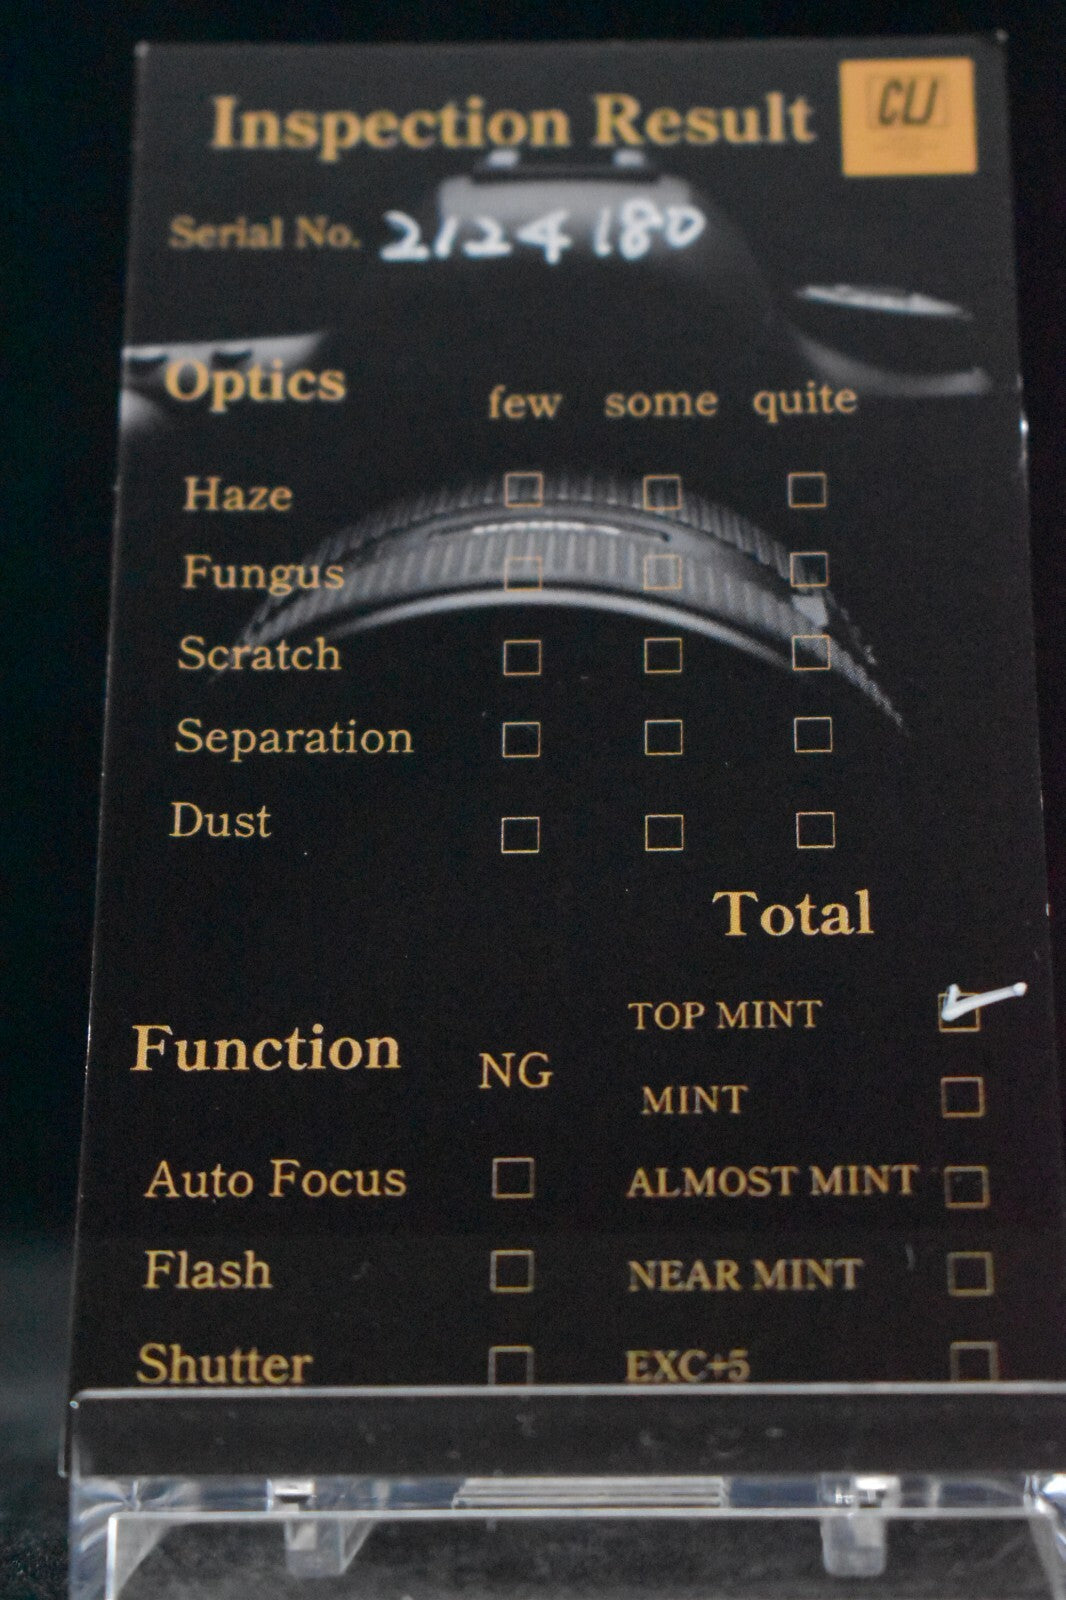 Inspection Result
CLJ
Serial No. 2124180
Optics few some quite
Haze
Fungus
Scratch
Separation
Dust
Total
TOP MINT
Function NG
MINT
Auto Focus
ALMOST MINT
Flash
NEAR MINT
Shutter
EXC+5